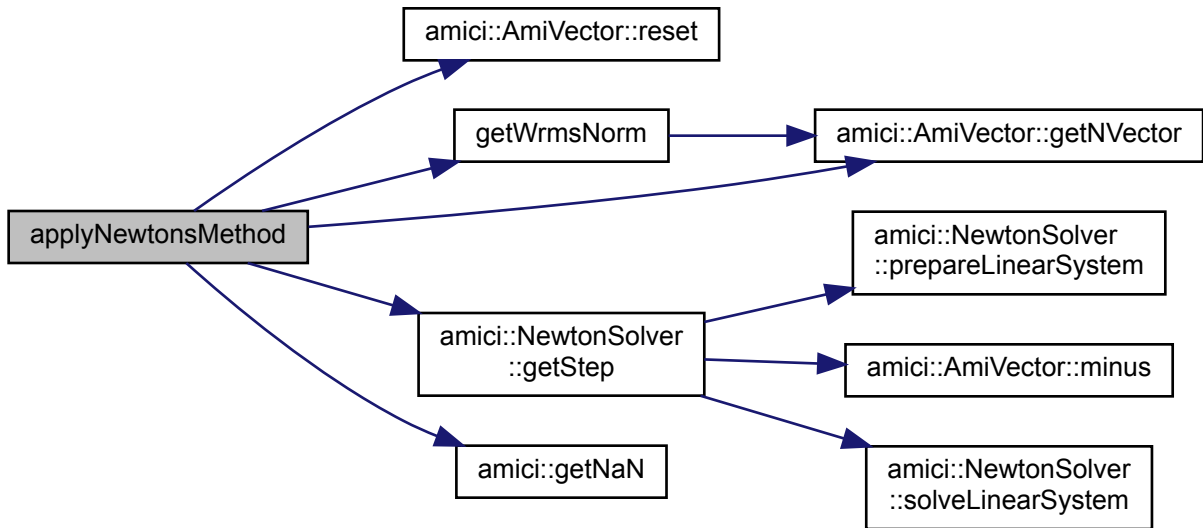 amici::AmiVector::reset
getWrmsNorm
amici::AmiVector::getNVector
applyNewtonsMethod
amici::NewtonSolver
::prepareLinearSystem
amici::NewtonSolver
::getStep
amici::AmiVector::minus
amici::getNaN
amici::NewtonSolver
::solveLinearSystem